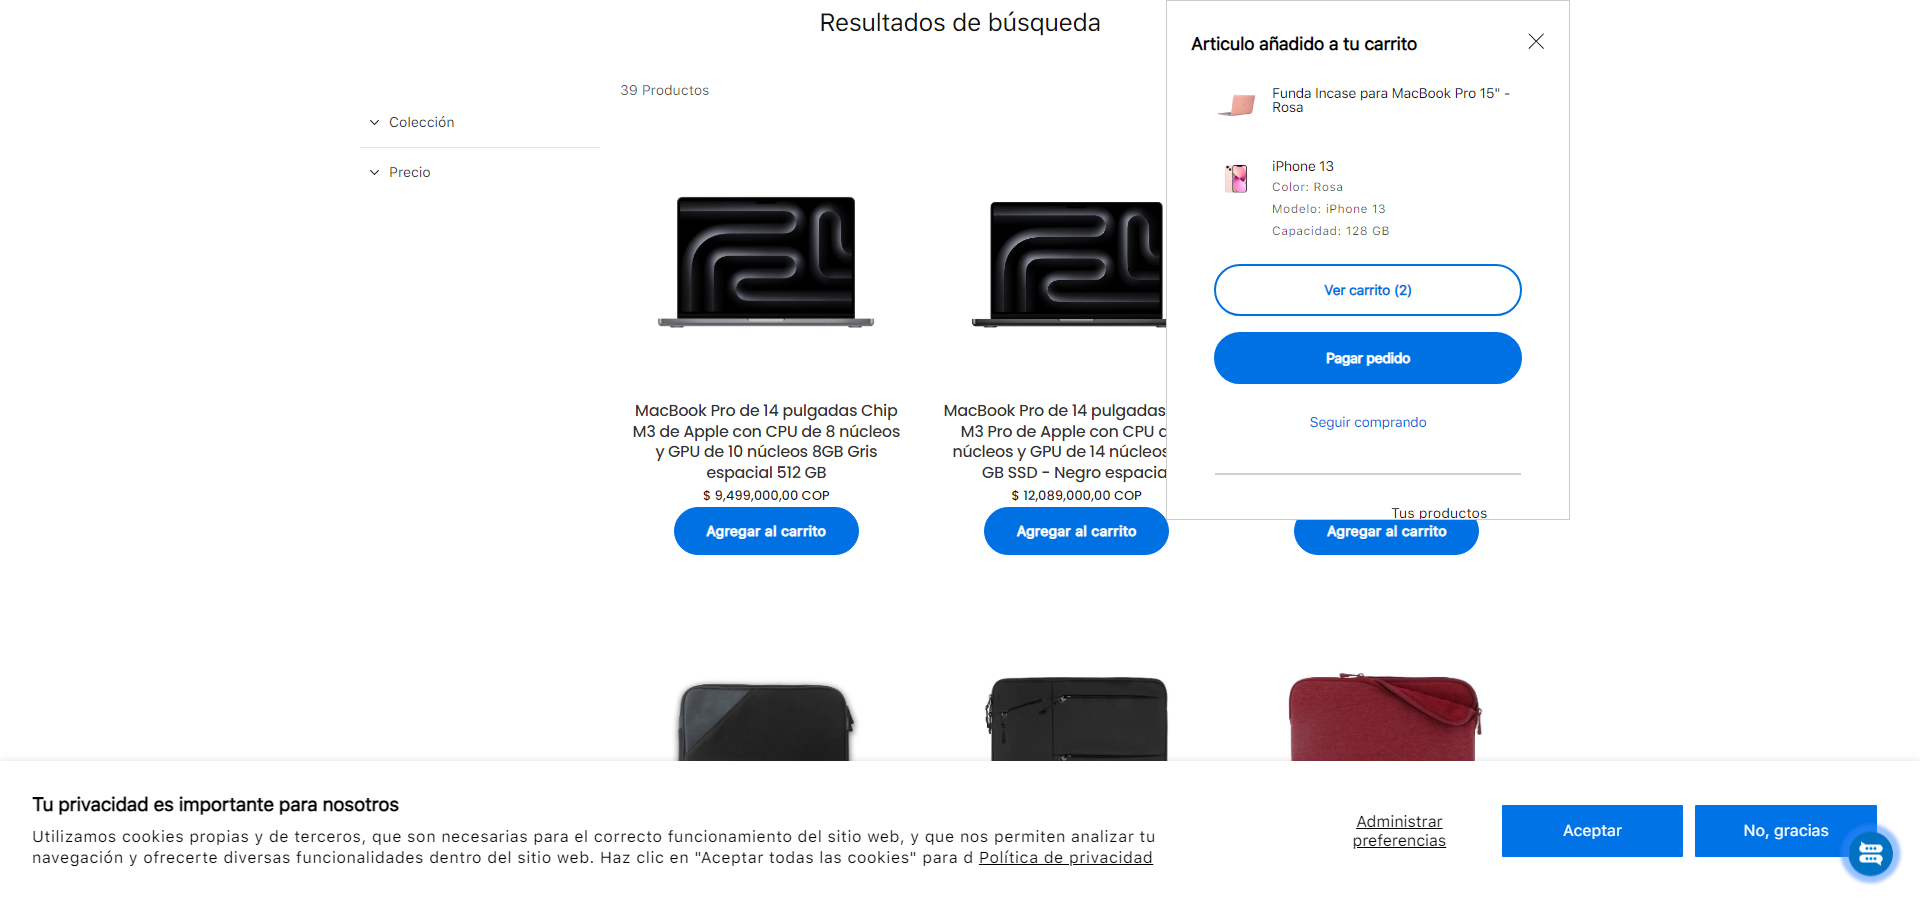 Resultados de búsqueda
39 Productos
Colección
Precio
MacBook Pro de 14 pulgadas Chip
M3 de Apple con CPU de 8 núcleos
y GPU de 10 núcleos 8GB Gris
espacial 512 GB
$ 9,499,000,00 COP
Agregar al carrito
MacBook Pro de 14 pulgadas
M3 Pro de Apple con CPU d
núcleos y GPU de 14 núcleos
GB SSD - Negro espacia
$ 12,089,000,00 COP
Agregar al carrito
Agregar al carrito
Articulo añadido a tu carrito
Funda Incase para MacBook Pro 15" -
Rosa
iPhone 13
Color: Rosa
Modelo: iPhone 13
Capacidad: 128 GB
Ver carrito (2)
Pagar pedido
Seguir comprando
Tus productos
Tu privacidad es importante para nosotros
Utilizamos cookies propias y de terceros, que son necesarias para el correcto funcionamiento del sitio web, y que nos permiten analizar tu
navegación y ofrecerte diversas funcionalidades dentro del sitio web. Haz clic en "Aceptar todas las cookies" para d Política de privacidad
Administrar
preferencias
Aceptar
No, gracias